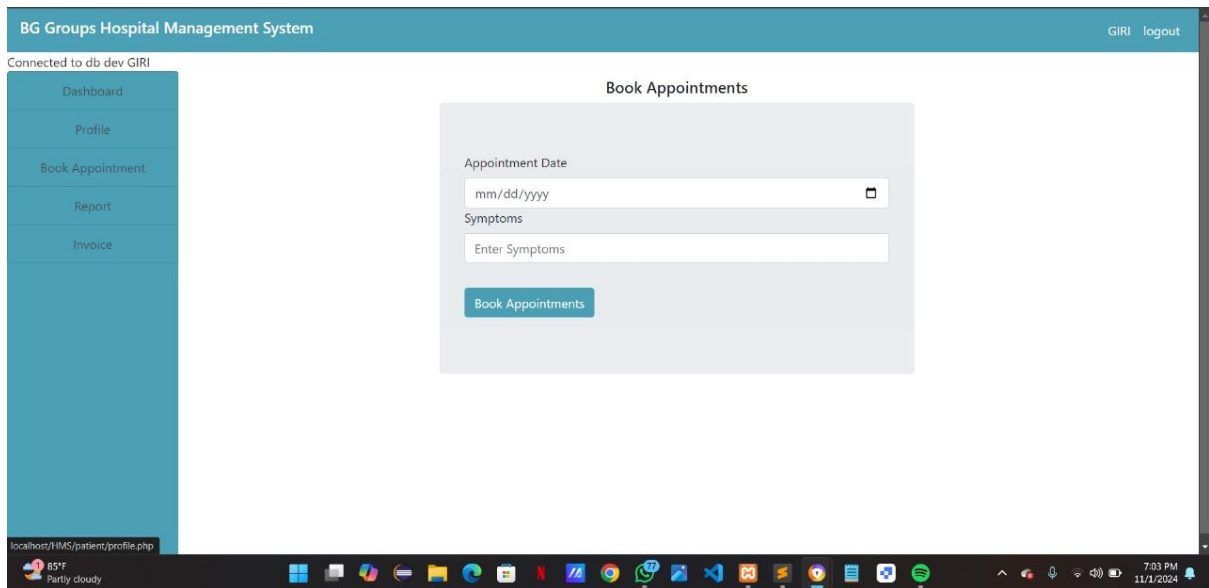 BG Groups Hospital Management System
GIRI logout
Connected to db dev GIRI
Dashboard
Profile
Book Appointment
Report
Invoice
Book Appointments
Appointment Date
mm/dd/yyyy
Symptoms
Enter Symptoms
Book Appointments
localhost/HMS/patient/profile.php
1
85°F
Partly cloudy
77
7:03 PM
11/1/2024